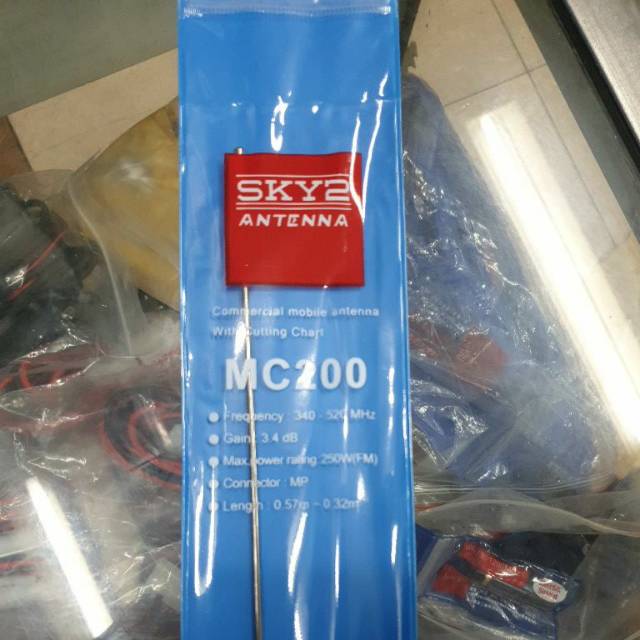 SKY2
ANTENNA
Commercial mobile antenna
With Cutting Chart
MC200
Frequency : 340 - 520 MHz
Gain : 3.4 dB
Max.power rating :250W(FM)
Connector : MP
Length : 0.57m ~ 0.32m